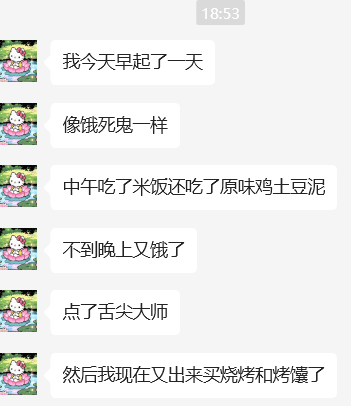 18:53
我今天早起了一天
像饿死鬼一样
中午吃了米饭还吃了原味鸡土豆泥
不到晚上又饿了
点了舌尖大师
然后我现在又出来买烧烤和烤馕了